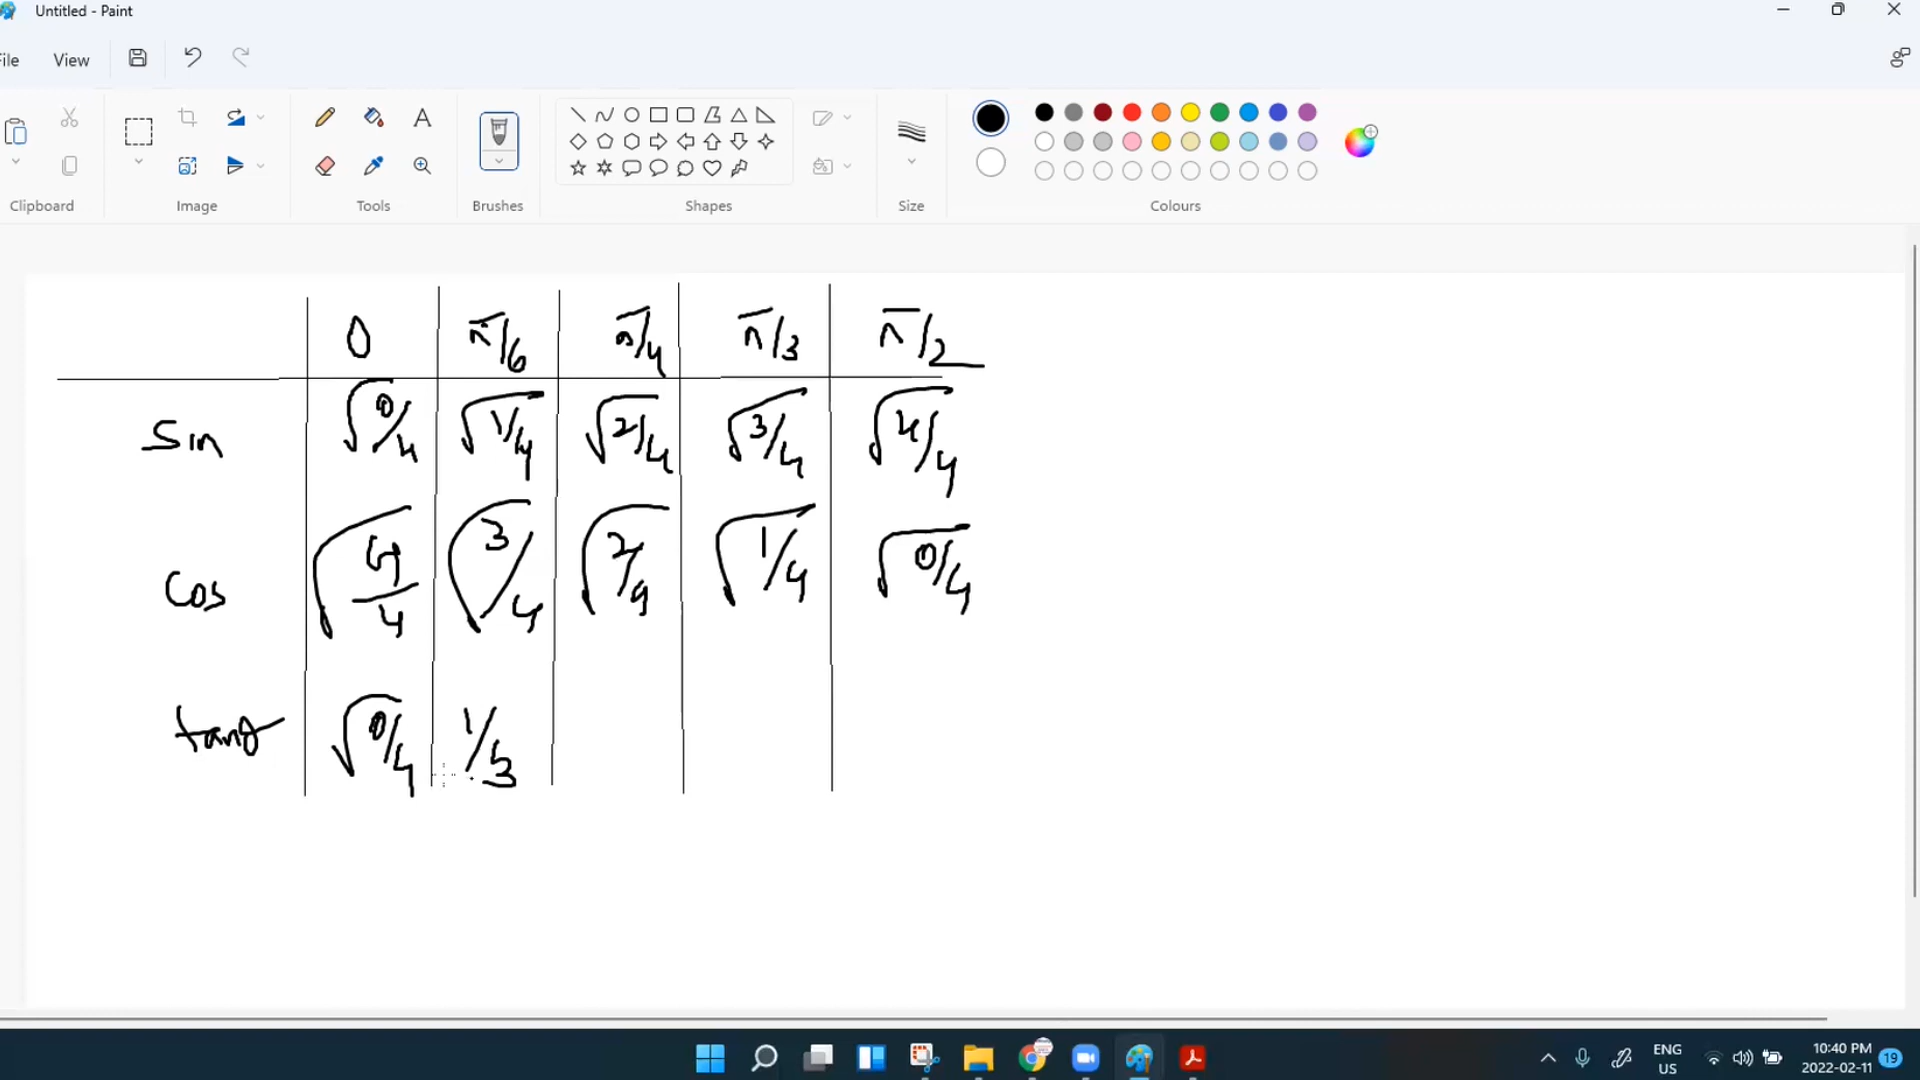 Untitled - Paint
File View
Clipboard Image Tools Brushes Shapes Size Colours
0 π/6 π/4 π/3 π/2
Sin √0/4 √1/4 √2/4 √3/4 √4/4
Cos √4/4 √3/4 √2/4 √1/4 √0/4
tanθ √0/4 1/√3
ENG
US
10:40 PM
2022-02-11
19